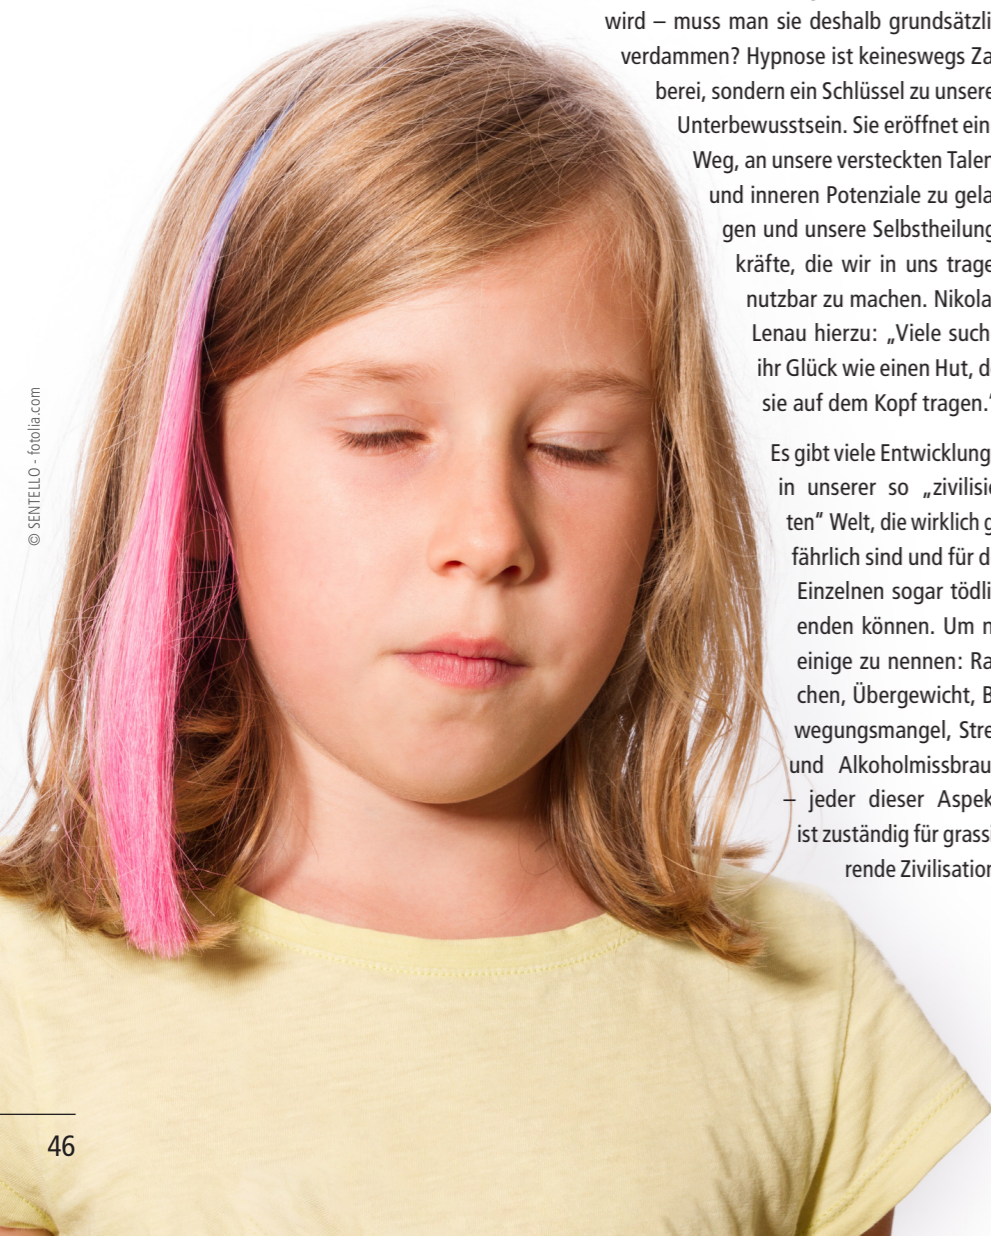 wird – muss man sie deshalb grundsätzli
verdammen? Hypnose ist keineswegs Za
berei, sondern ein Schlüssel zu unsere
Unterbewusstsein. Sie eröffnet ein
Weg, an unsere versteckten Talen
und inneren Potenziale zu gela
gen und unsere Selbstheilung
kräfte, die wir in uns trage
nutzbar zu machen. Nikola
Lenau hierzu: „Viele such
ihr Glück wie einen Hut, d
sie auf dem Kopf tragen.“
Es gibt viele Entwicklung
in unserer so „zivilisie
ten“ Welt, die wirklich g
fährlich sind und für d
Einzelnen sogar tödli
enden können. Um n
einige zu nennen: Ra
chen, Übergewicht, B
wegungsmangel, Stre
und Alkoholmissbrau
– jeder dieser Aspek
ist zuständig für grassi
rende Zivilisation
© SENTELLO - fotolia.com
46